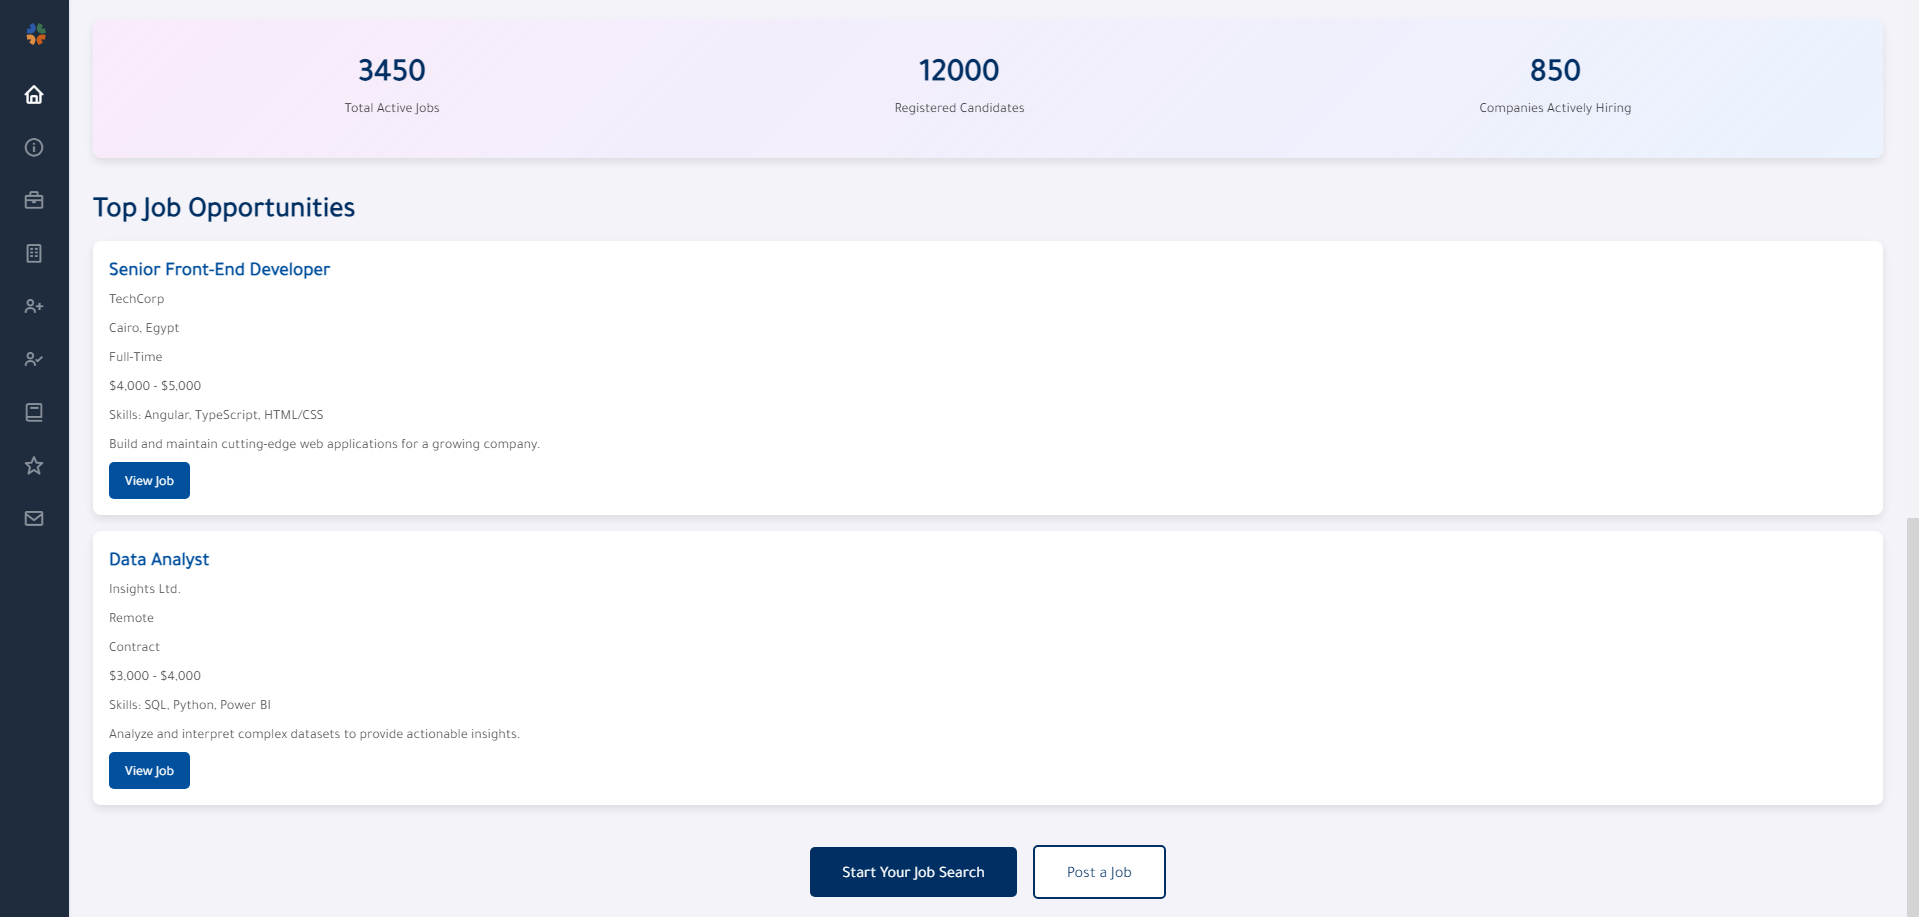 3450
Total Active Jobs
12000
Registered Candidates
850
Companies Actively Hiring
Top Job Opportunities
Senior Front-End Developer
TechCorp
Cairo, Egypt
Full-Time
$4,000 - $5,000
Skills: Angular, TypeScript, HTML/CSS
Build and maintain cutting-edge web applications for a growing company.
View Job
Data Analyst
Insights Ltd.
Remote
Contract
$3,000 - $4,000
Skills: SQL, Python, Power BI
Analyze and interpret complex datasets to provide actionable insights.
View Job
Start Your Job Search
Post a Job